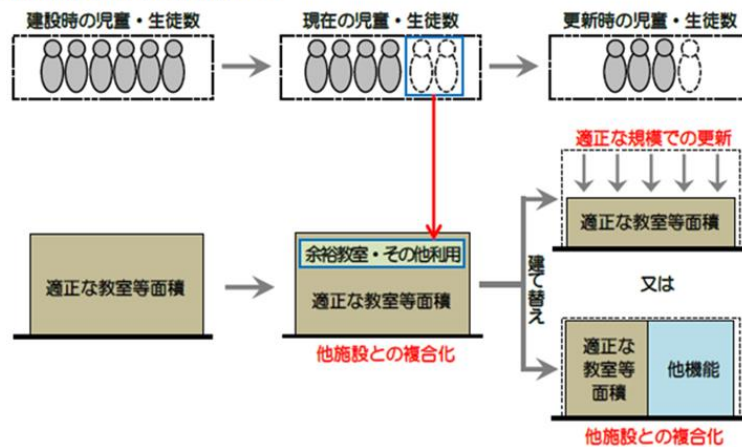 建設時の児童・生徒数
現在の児童・生徒数
更新時の児童・生徒数
適正な規模での更新
適正な教室等面積
余裕教室・その他利用
適正な教室等面積
適正な教室等面積
他施設との複合化
建て替え
又は
適正な
教室等
面積
他機能
他施設との複合化